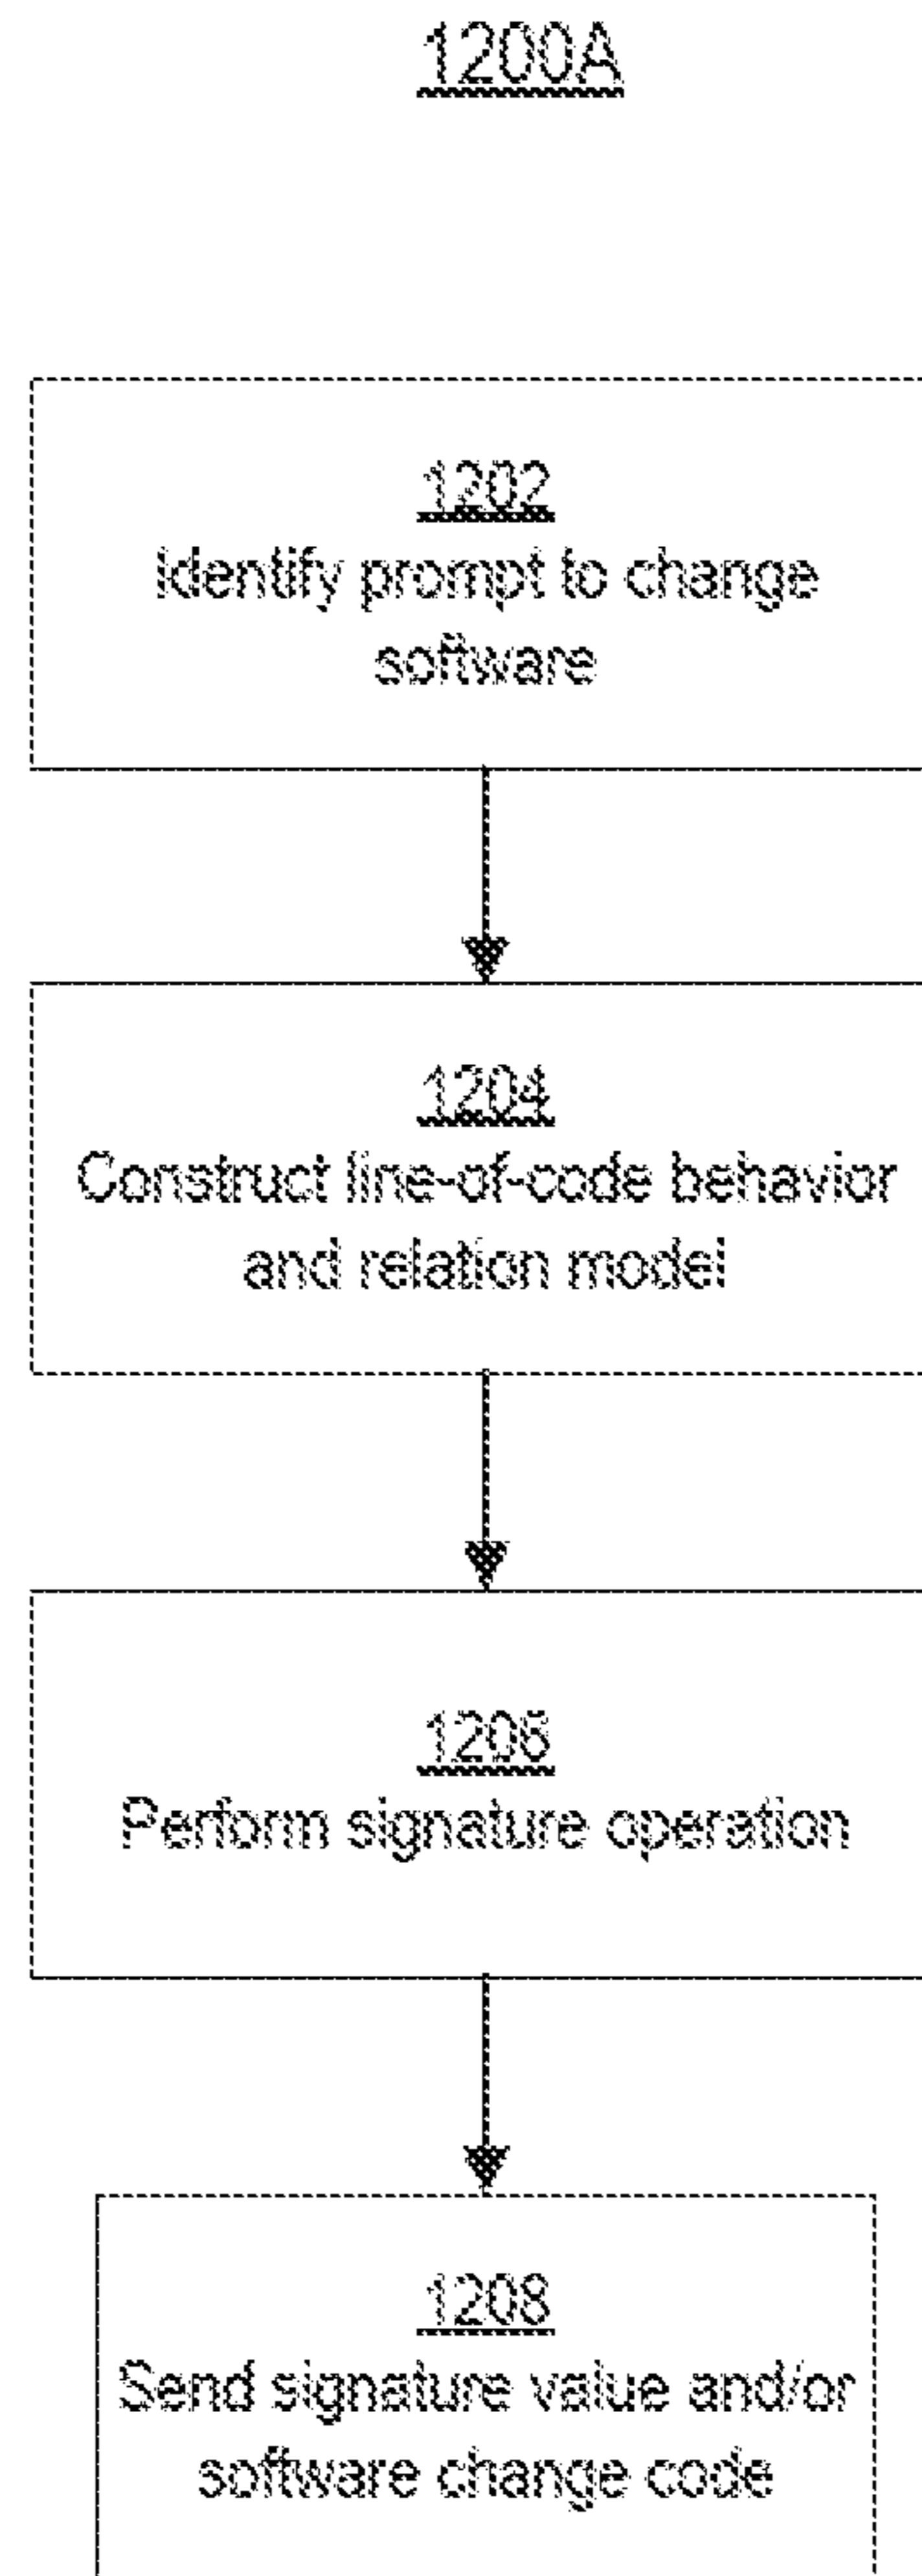 1200A
1202
Identify prompt to change
software
1204
Construct line-of-code behavior
and relation model
1206
Perform signature operation
1208
Send signature value and/or
software change code